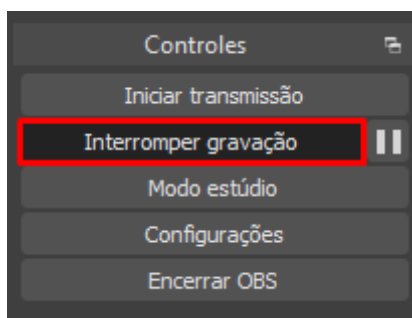 Controles
Iniciar transmissão
Interromper gravação
Modo estúdio
Configurações
Encerrar OBS